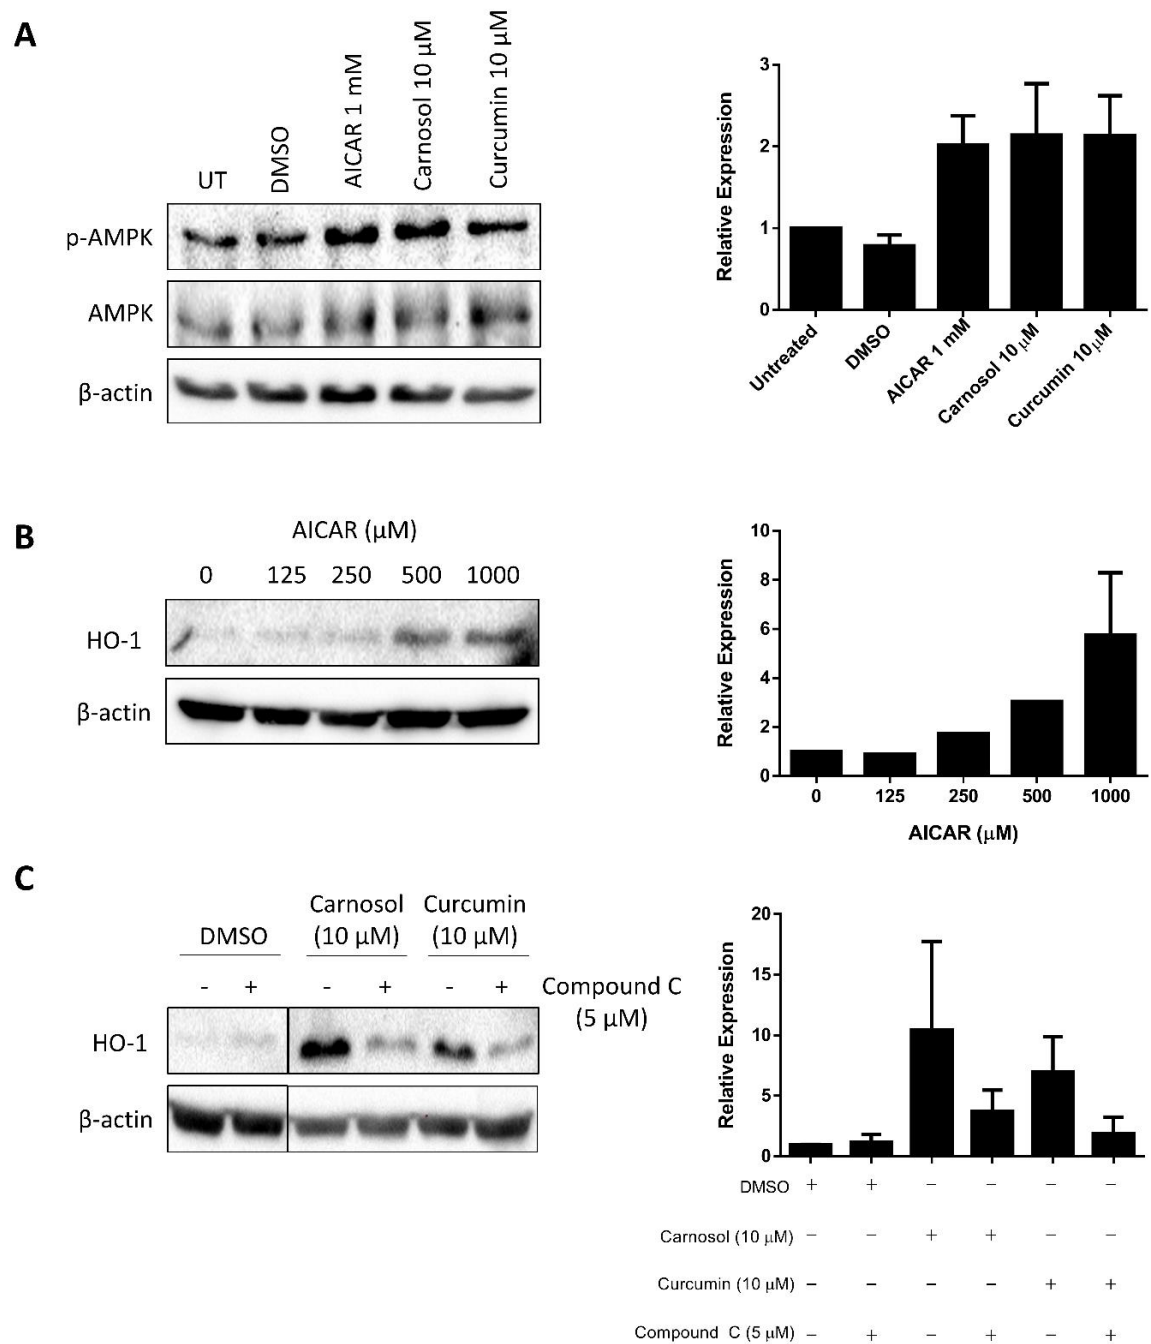 A
UT
DMSO
AICAR 1 mM
Carnosol 10 µM
Curcumin 10 µM
p-AMPK
AMPK
β-actin
Relative Expression
3
2
1
0
Untreated
DMSO
AICAR 1 mM
Carnosol 10 µM
Curcumin 10 µM
B
AICAR (µM)
0 125 250 500 1000
HO-1
β-actin
Relative Expression
10
8
6
4
2
0
0 125 250 500 1000
AICAR (µM)
C
DMSO
Carnosol
(10 µM)
Curcumin
(10 µM)
- + - + - + Compound C
(5 µM)
HO-1
β-actin
Relative Expression
20
15
10
5
0
DMSO + + – – – –
Carnosol (10 µM) – – + + – –
Curcumin (10 µM) – – – – + +
Compound C (5 µM) – + – + – +